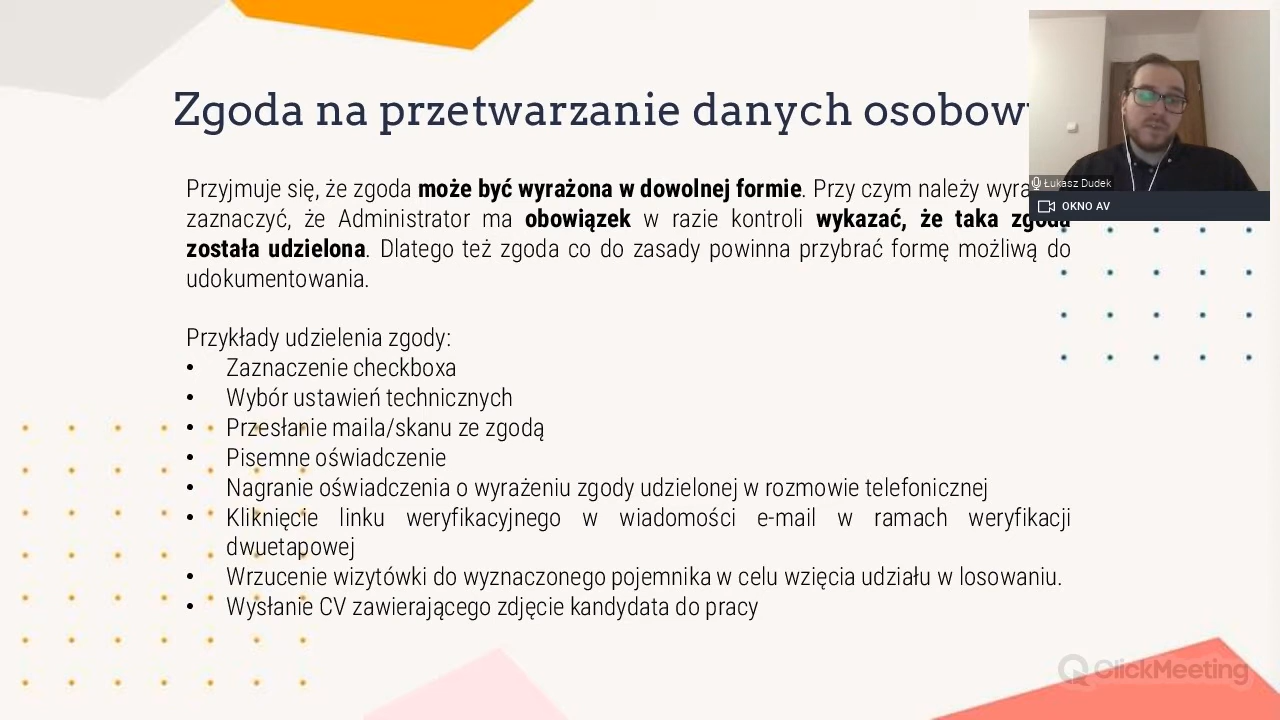 Zgoda na przetwarzanie danych
Przyjmuje się, że zgoda może być wyrażona w dowolnej formie. Przy czym należy
zaznaczyć, że Administrator ma obowiązek w razie kontroli wykazać, że taka zgoda
została udzielona. Dlatego też zgoda co do zasady powinna przybrać formę możliwą do
udokumentowania.
Przykłady udzielenia zgody:
• Zaznaczenie checkboxa
• Wybór ustawień technicznych
• Przesłanie maila/skanu ze zgodą
• Pisemne oświadczenie
• Nagranie oświadczenia o wyrażeniu zgody udzielonej w rozmowie telefonicznej
• Kliknięcie linku weryfikacyjnego w wiadomości e-mail w ramach weryfikacji
dwuetapowej
• Wrzucenie wizytówki do wyznaczonego pojemnika w celu wzięcia udziału w losowaniu.
• Wysłanie CV zawierającego zdjęcie kandydata do pracy
Łukasz Dudek
OKNO AV
ClickMeeting